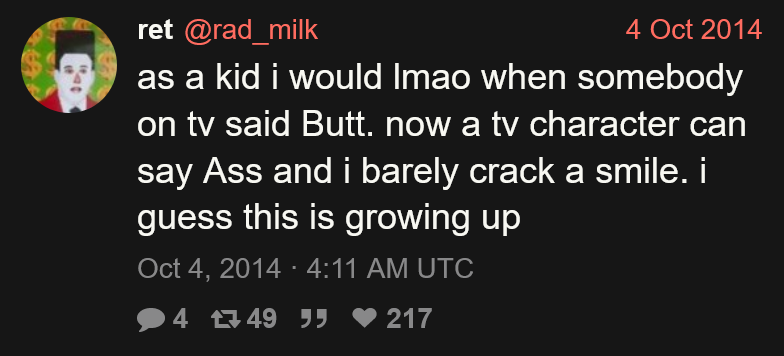 ret @rad_milk 4 Oct 2014
as a kid i would lmao when somebody
on tv said Butt. now a tv character can
say Ass and i barely crack a smile. i
guess this is growing up
Oct 4, 2014 · 4:11 AM UTC
4 49 217